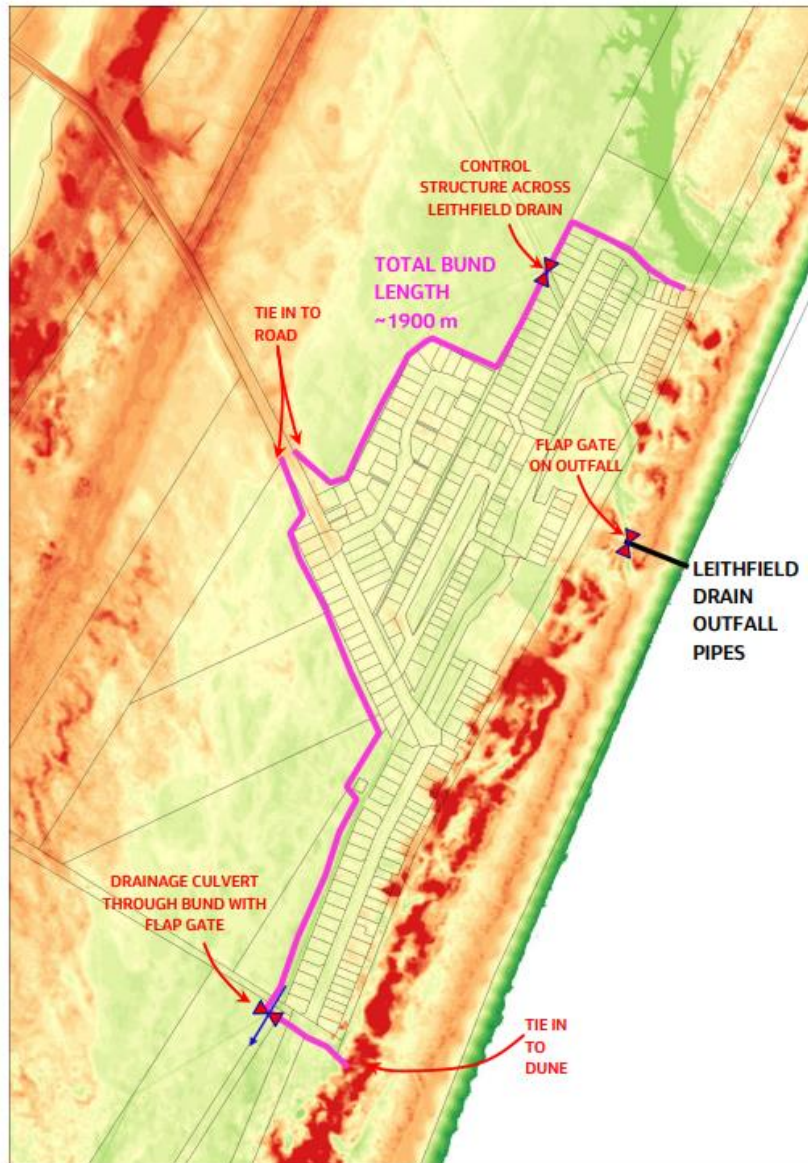 CONTROL
STRUCTURE ACROSS
LEITHFIELD DRAIN
TOTAL BUND
LENGTH
~1900 m
TIE IN TO
ROAD
FLAP GATE
ON OUTFALL
LEITHFIELD
DRAIN
OUTFALL
PIPES
DRAINAGE CULVERT
THROUGH BUND WITH
FLAP GATE
TIE IN
TO
DUNE